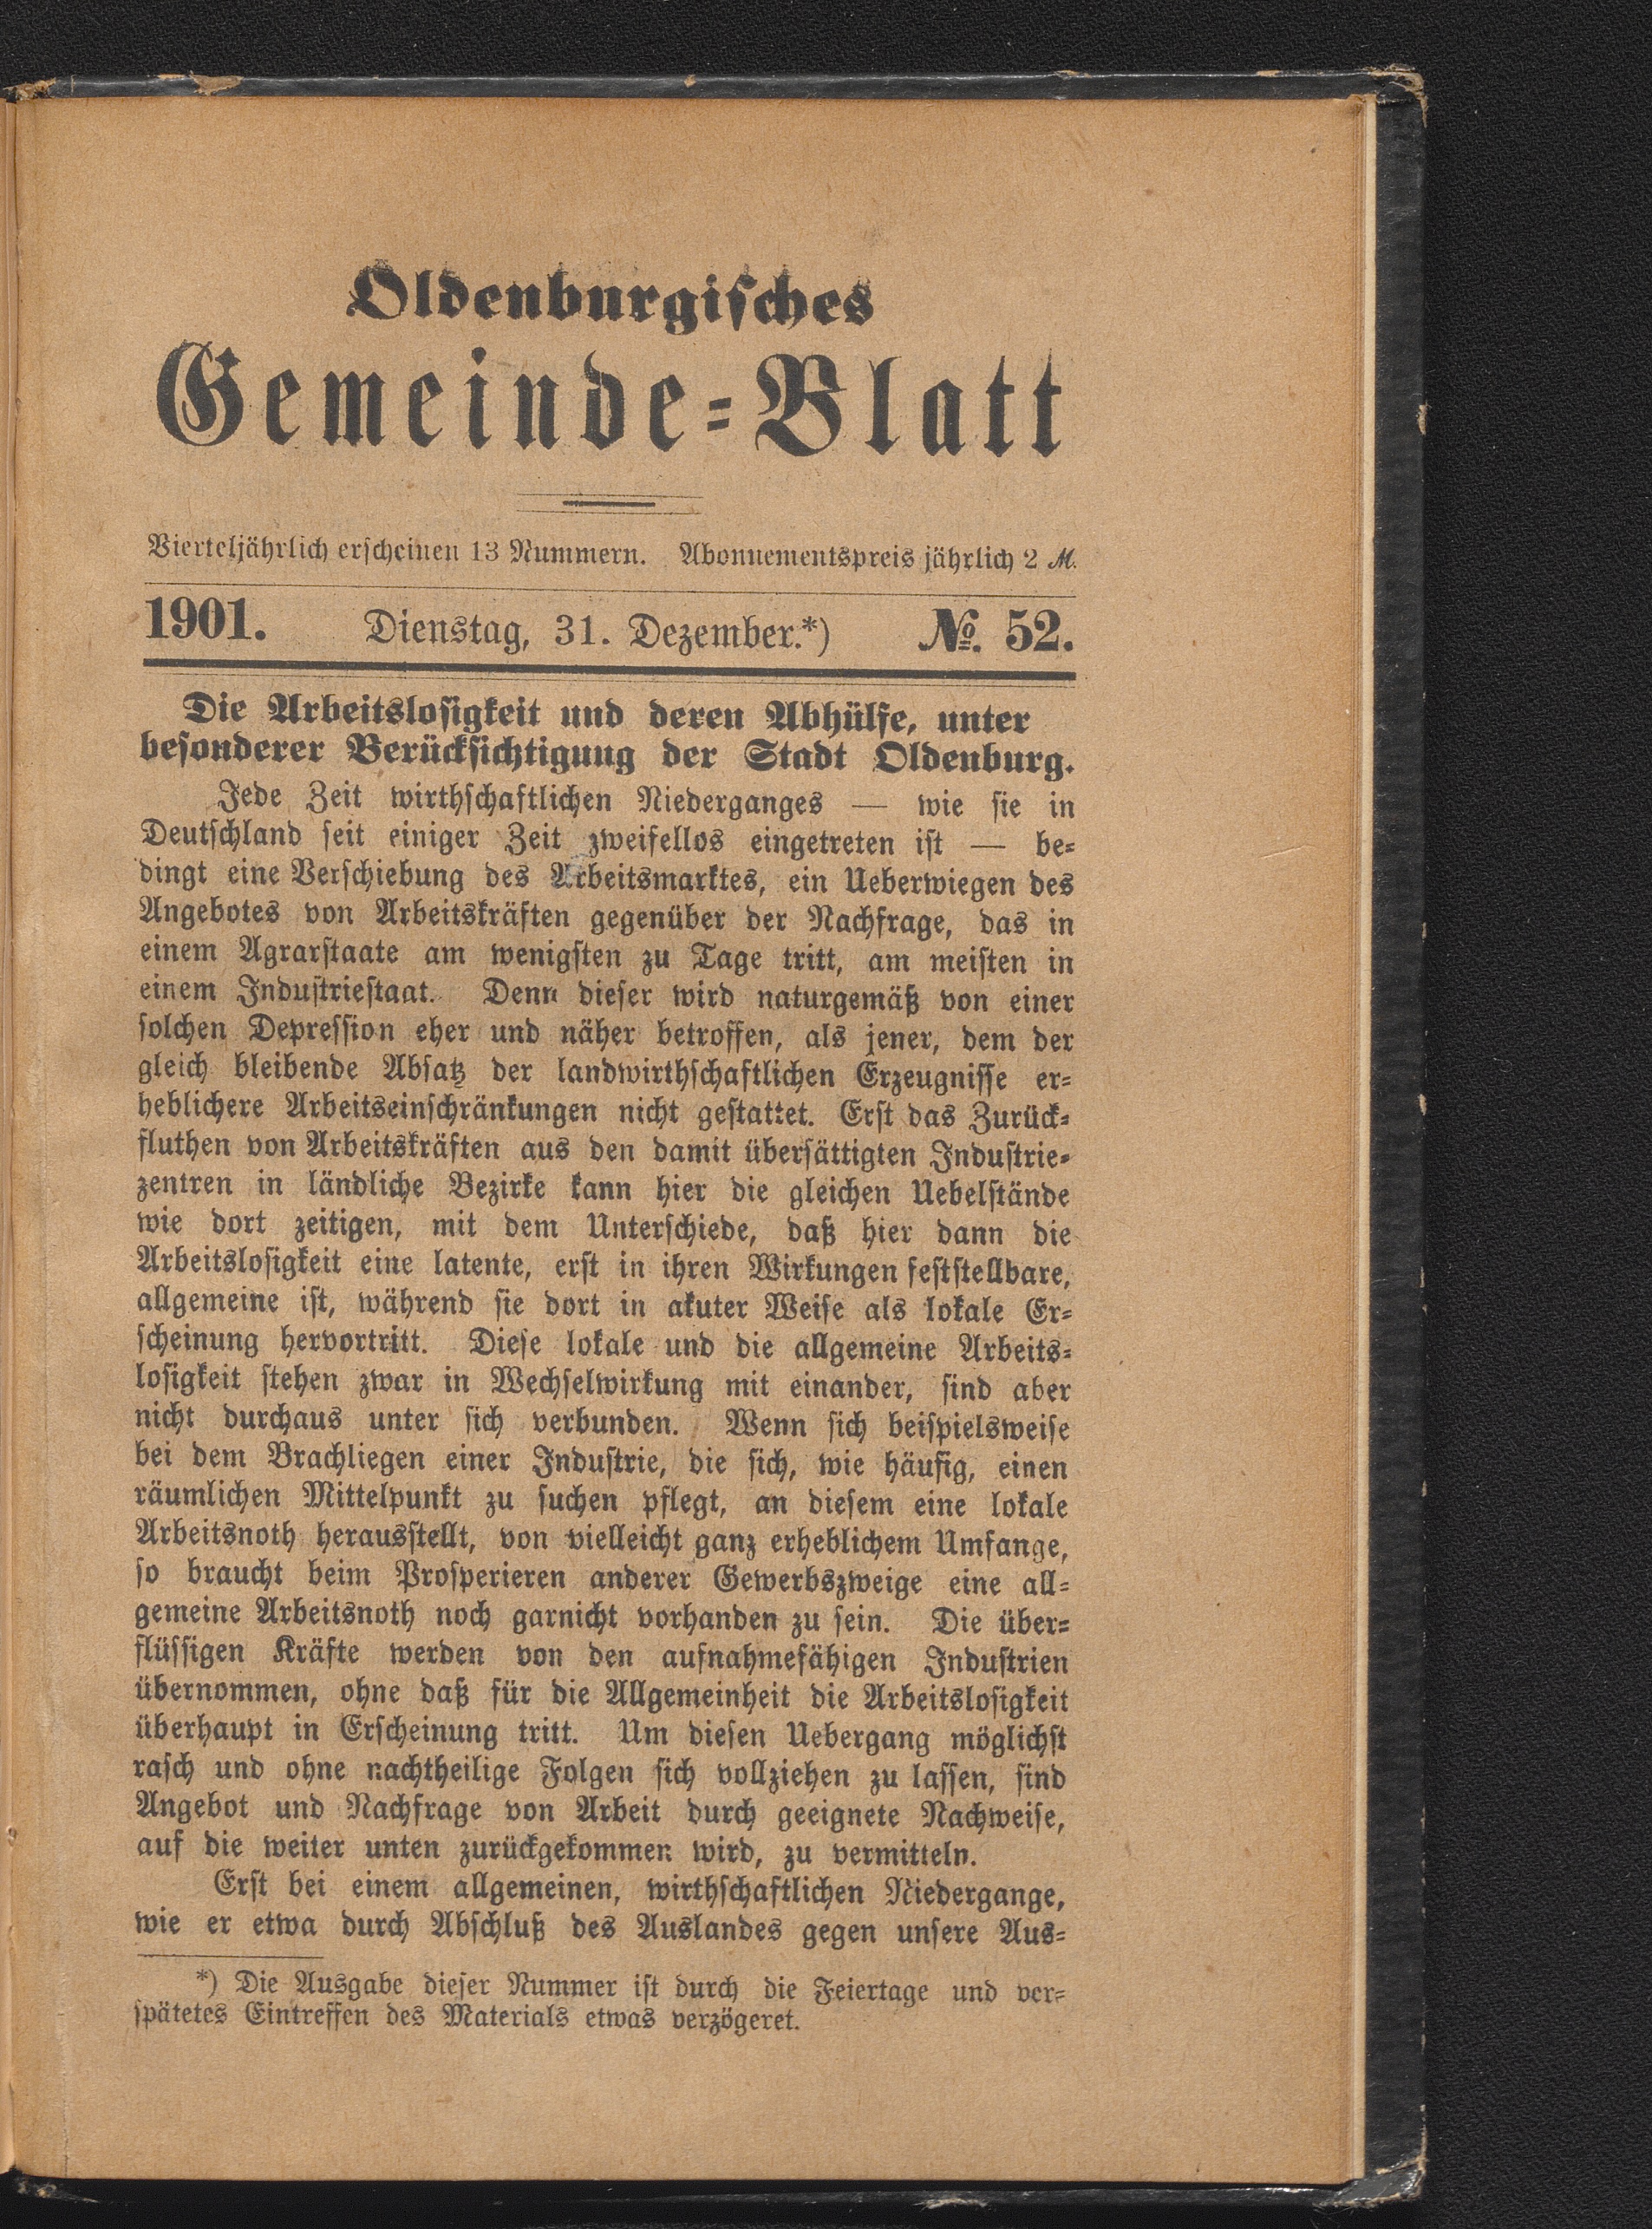 Oldenburgisches
Gemeinde=Blatt
Vierteljährlich erscheinen 13 Nummern. Abonnementspreis jährlich 2 ℳ.
1901. Dienstag, 31. Dezember.*) №. 52.
Die Arbeitslosigkeit und deren Abhülfe, unter
besonderer Berücksichtigung der Stadt Oldenburg.
Jede Zeit wirthschaftlichen Niederganges — wie sie in
Deutschland seit einiger Zeit zweifellos eingetreten ist — be=
dingt eine Verschiebung des Arbeitsmarktes, ein Ueberwiegen des
Angebotes von Arbeitskräften gegenüber der Nachfrage, das in
einem Agrarstaate am wenigsten zu Tage tritt, am meisten in
einem Industriestaat. Denn dieser wird naturgemäß von einer
solchen Depression eher und näher betroffen, als jener, dem der
gleich bleibende Absatz der landwirthschaftlichen Erzeugnisse er=
heblichere Arbeitseinschränkungen nicht gestattet. Erst das Zurück=
fluthen von Arbeitskräften aus den damit übersättigten Industrie=
zentren in ländliche Bezirke kann hier die gleichen Uebelstände
wie dort zeitigen, mit dem Unterschiede, daß hier dann die
Arbeitslosigkeit eine latente, erst in ihren Wirkungen feststellbare,
allgemeine ist, während sie dort in akuter Weise als lokale Er=
scheinung hervortritt. Diese lokale und die allgemeine Arbeits=
losigkeit stehen zwar in Wechselwirkung mit einander, sind aber
nicht durchaus unter sich verbunden. Wenn sich beispielsweise
bei dem Brachliegen einer Industrie, die sich, wie häufig, einen
räumlichen Mittelpunkt zu suchen pflegt, an diesem eine lokale
Arbeitsnoth herausstellt, von vielleicht ganz erheblichem Umfange,
so braucht beim Prosperieren anderer Gewerbszweige eine all=
gemeine Arbeitsnoth noch garnicht vorhanden zu sein. Die über=
flüssigen Kräfte werden von den aufnahmefähigen Industrien
übernommen, ohne daß für die Allgemeinheit die Arbeitslosigkeit
überhaupt in Erscheinung tritt. Um diesen Uebergang möglichst
rasch und ohne nachtheilige Folgen sich vollziehen zu lassen, sind
Angebot und Nachfrage von Arbeit durch geeignete Nachweise,
auf die weiter unten zurückgekommen wird, zu vermitteln.
Erst bei einem allgemeinen, wirthschaftlichen Niedergange,
wie er etwa durch Abschluß des Auslandes gegen unsere Aus=
*) Die Ausgabe dieser Nummer ist durch die Feiertage und ver=
spätetes Eintreffen des Materials etwas verzögeret.